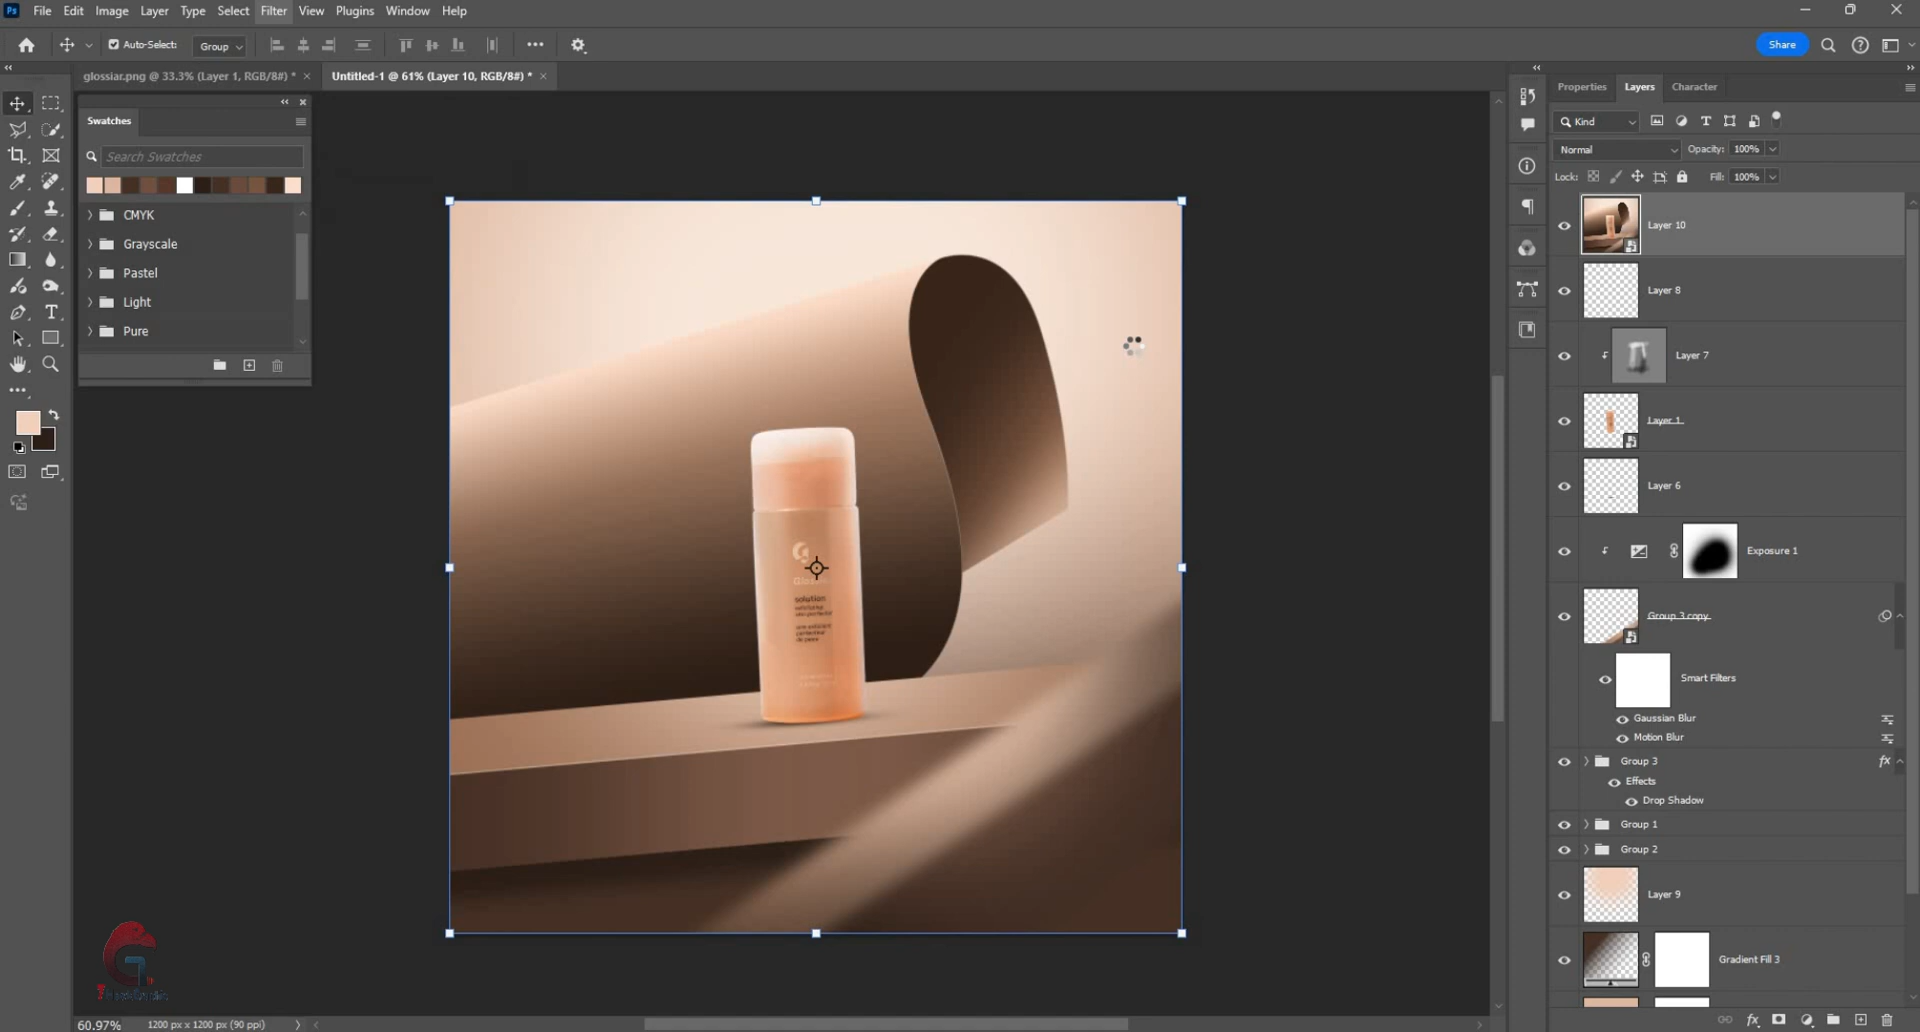 Ps File Edit Image Layer Type Select Filter View Plugins Window Help
Auto-Select: Group Share
glossiar.png @ 33.3% (Layer 1, RGB/8#) * Untitled-1 @ 61% (Layer 10, RGB/8#) *
Swatches
Search Swatches
CMYK
Grayscale
Pastel
Light
Pure
solution
Properties Layers Character
Kind
Normal Opacity: 100%
Lock: Fill: 100%
Layer 10
Layer 8
Layer 7
Layer 1
Layer 6
Exposure 1
Group 3 copy
Smart Filters
Gaussian Blur
Motion Blur
Group 3 fx
Effects
Drop Shadow
Group 1
Group 2
Layer 9
Gradient Fill 3
fx
60.97% 1200 px x 1200 px (90 ppi)